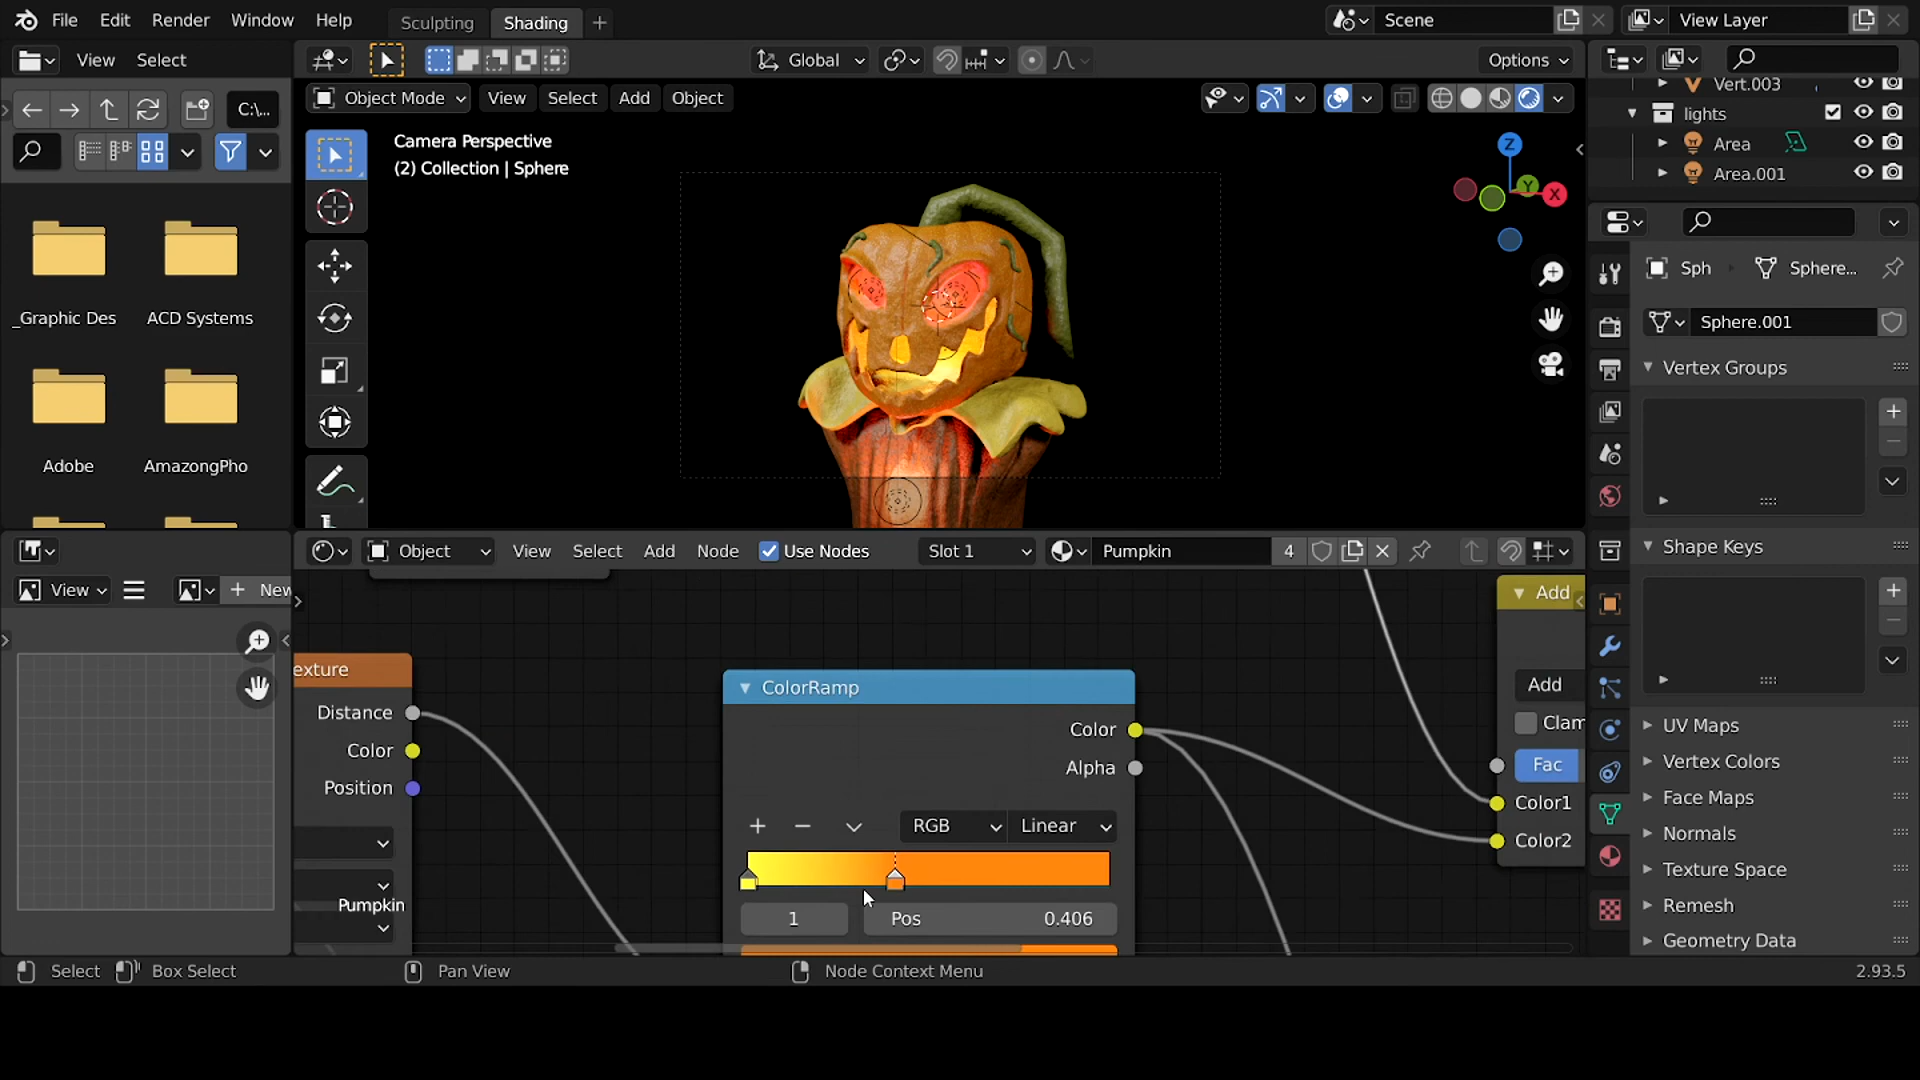 File Edit Render Window Help Sculpting Shading + Scene View Layer
View Select Global Options
C:\... Object Mode View Select Add Object
Vert.003
lights
Area
Area.001
Camera Perspective
(2) Collection | Sphere
Z
Y
X
_Graphic Des ACD Systems
Adobe AmazongPho
Sph Sphere...
Sphere.001
Vertex Groups
Shape Keys
UV Maps
Vertex Colors
Face Maps
Normals
Texture Space
Remesh
Geometry Data
Object View Select Add Node Use Nodes Slot 1 Pumpkin 4
View New
exture
Distance
Color
Position
Pumpkin
ColorRamp
Color
Alpha
RGB Linear
1 Pos 0.406
Add
Add
Clam
Fac
Color1
Color2
Select Box Select Pan View Node Context Menu 2.93.5